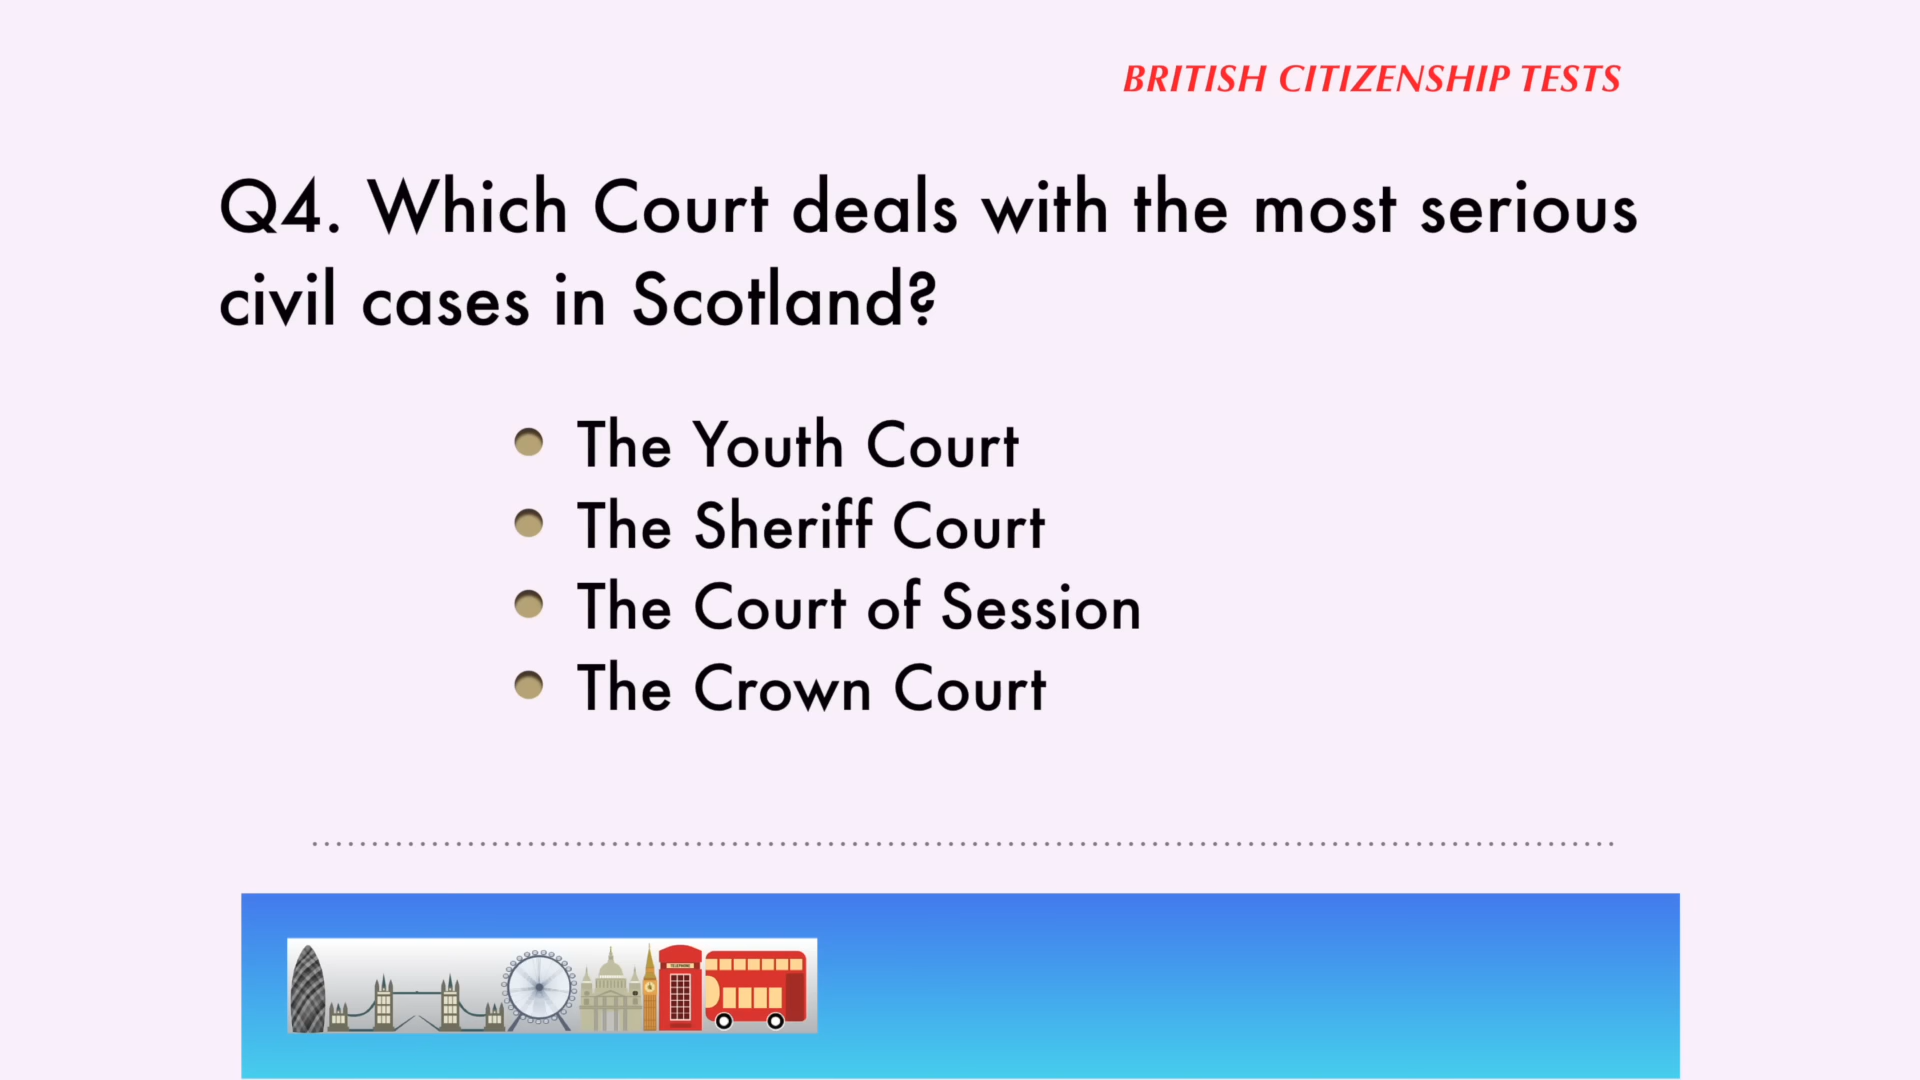 BRITISH CITIZENSHIP TESTS
Q4. Which Court deals with the most serious
civil cases in Scotland?
The Youth Court
The Sheriff Court
The Court of Session
The Crown Court
TELEPHONE